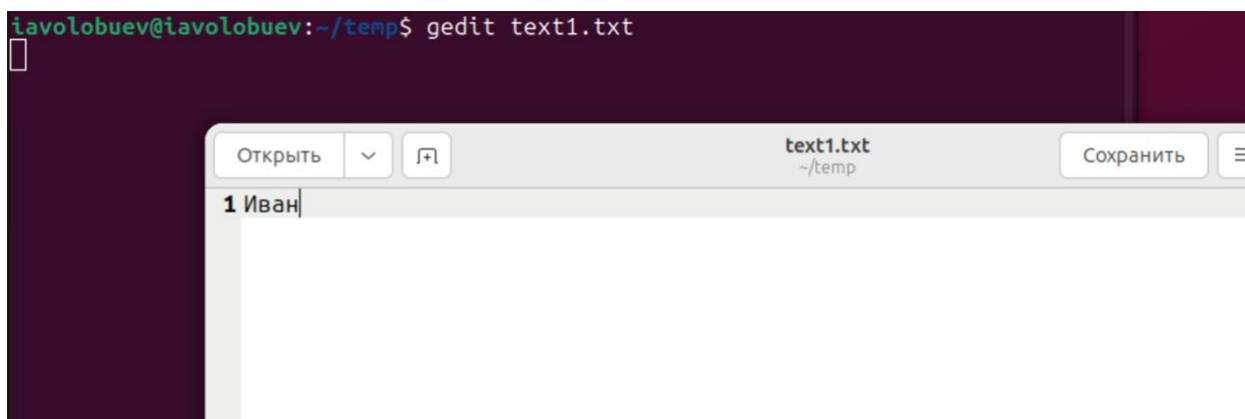 iavolobuev@iavolobuev:~/temp$ gedit text1.txt
Открыть text1.txt Сохранить
~/temp
1 Иван